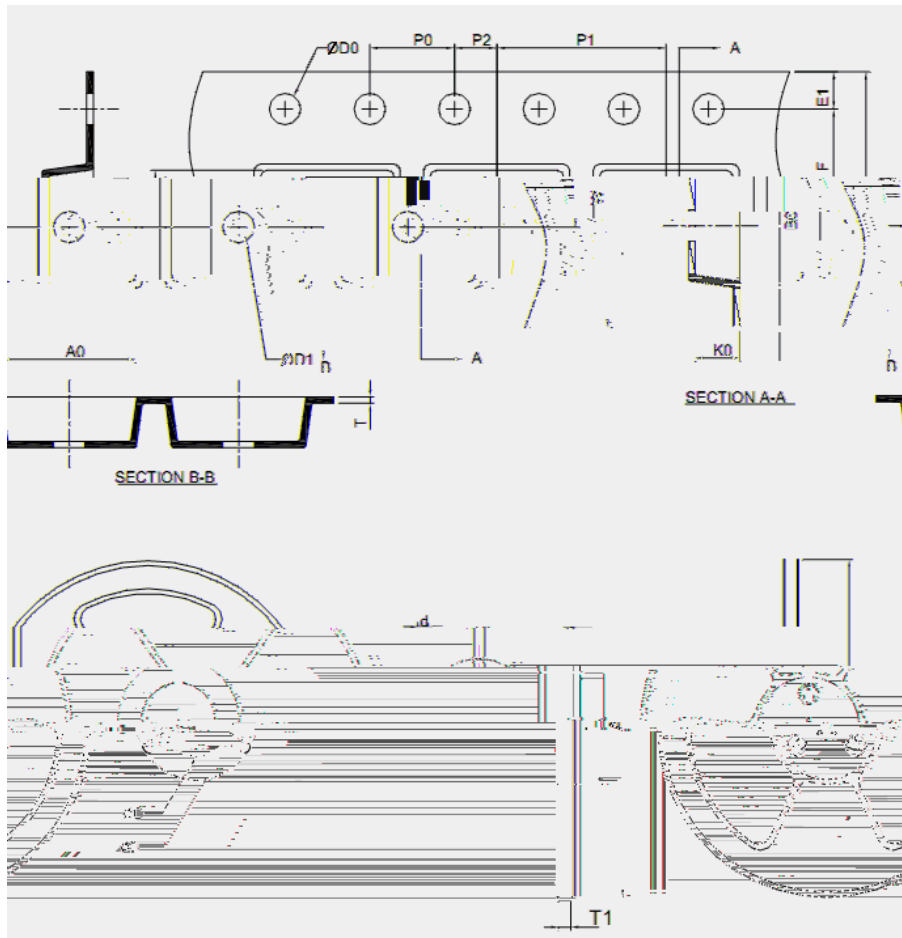 ØD0 P0 P2 P1 A
E1
F
A0 ØD1 A K0
T
SECTION A-A
SECTION B-B
d
T1